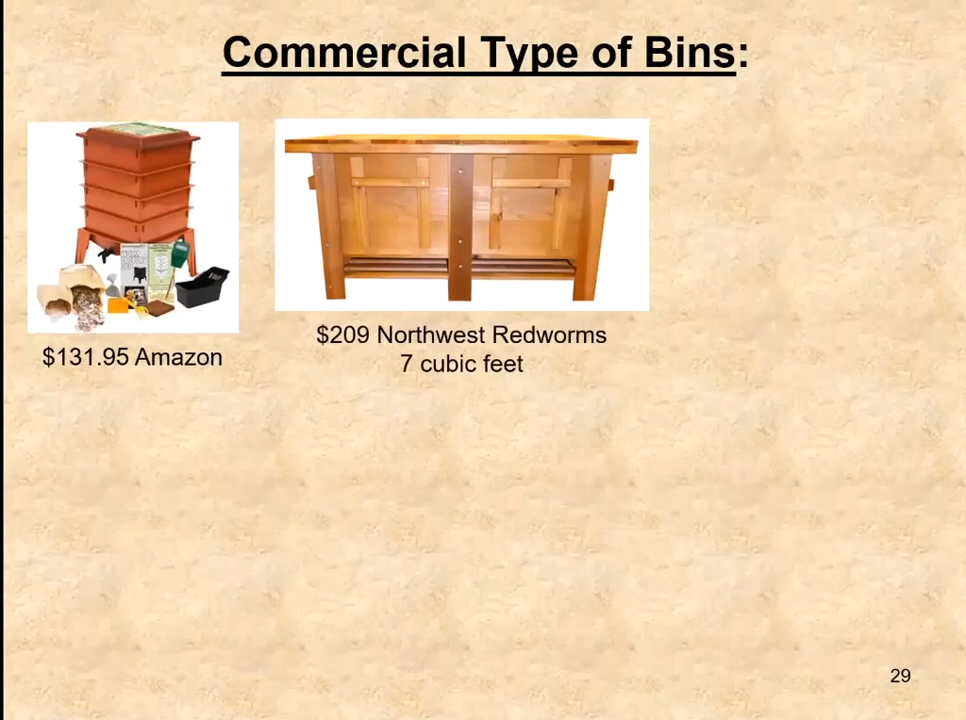 Commercial Type of Bins:
$131.95 Amazon
$209 Northwest Redworms
7 cubic feet
29